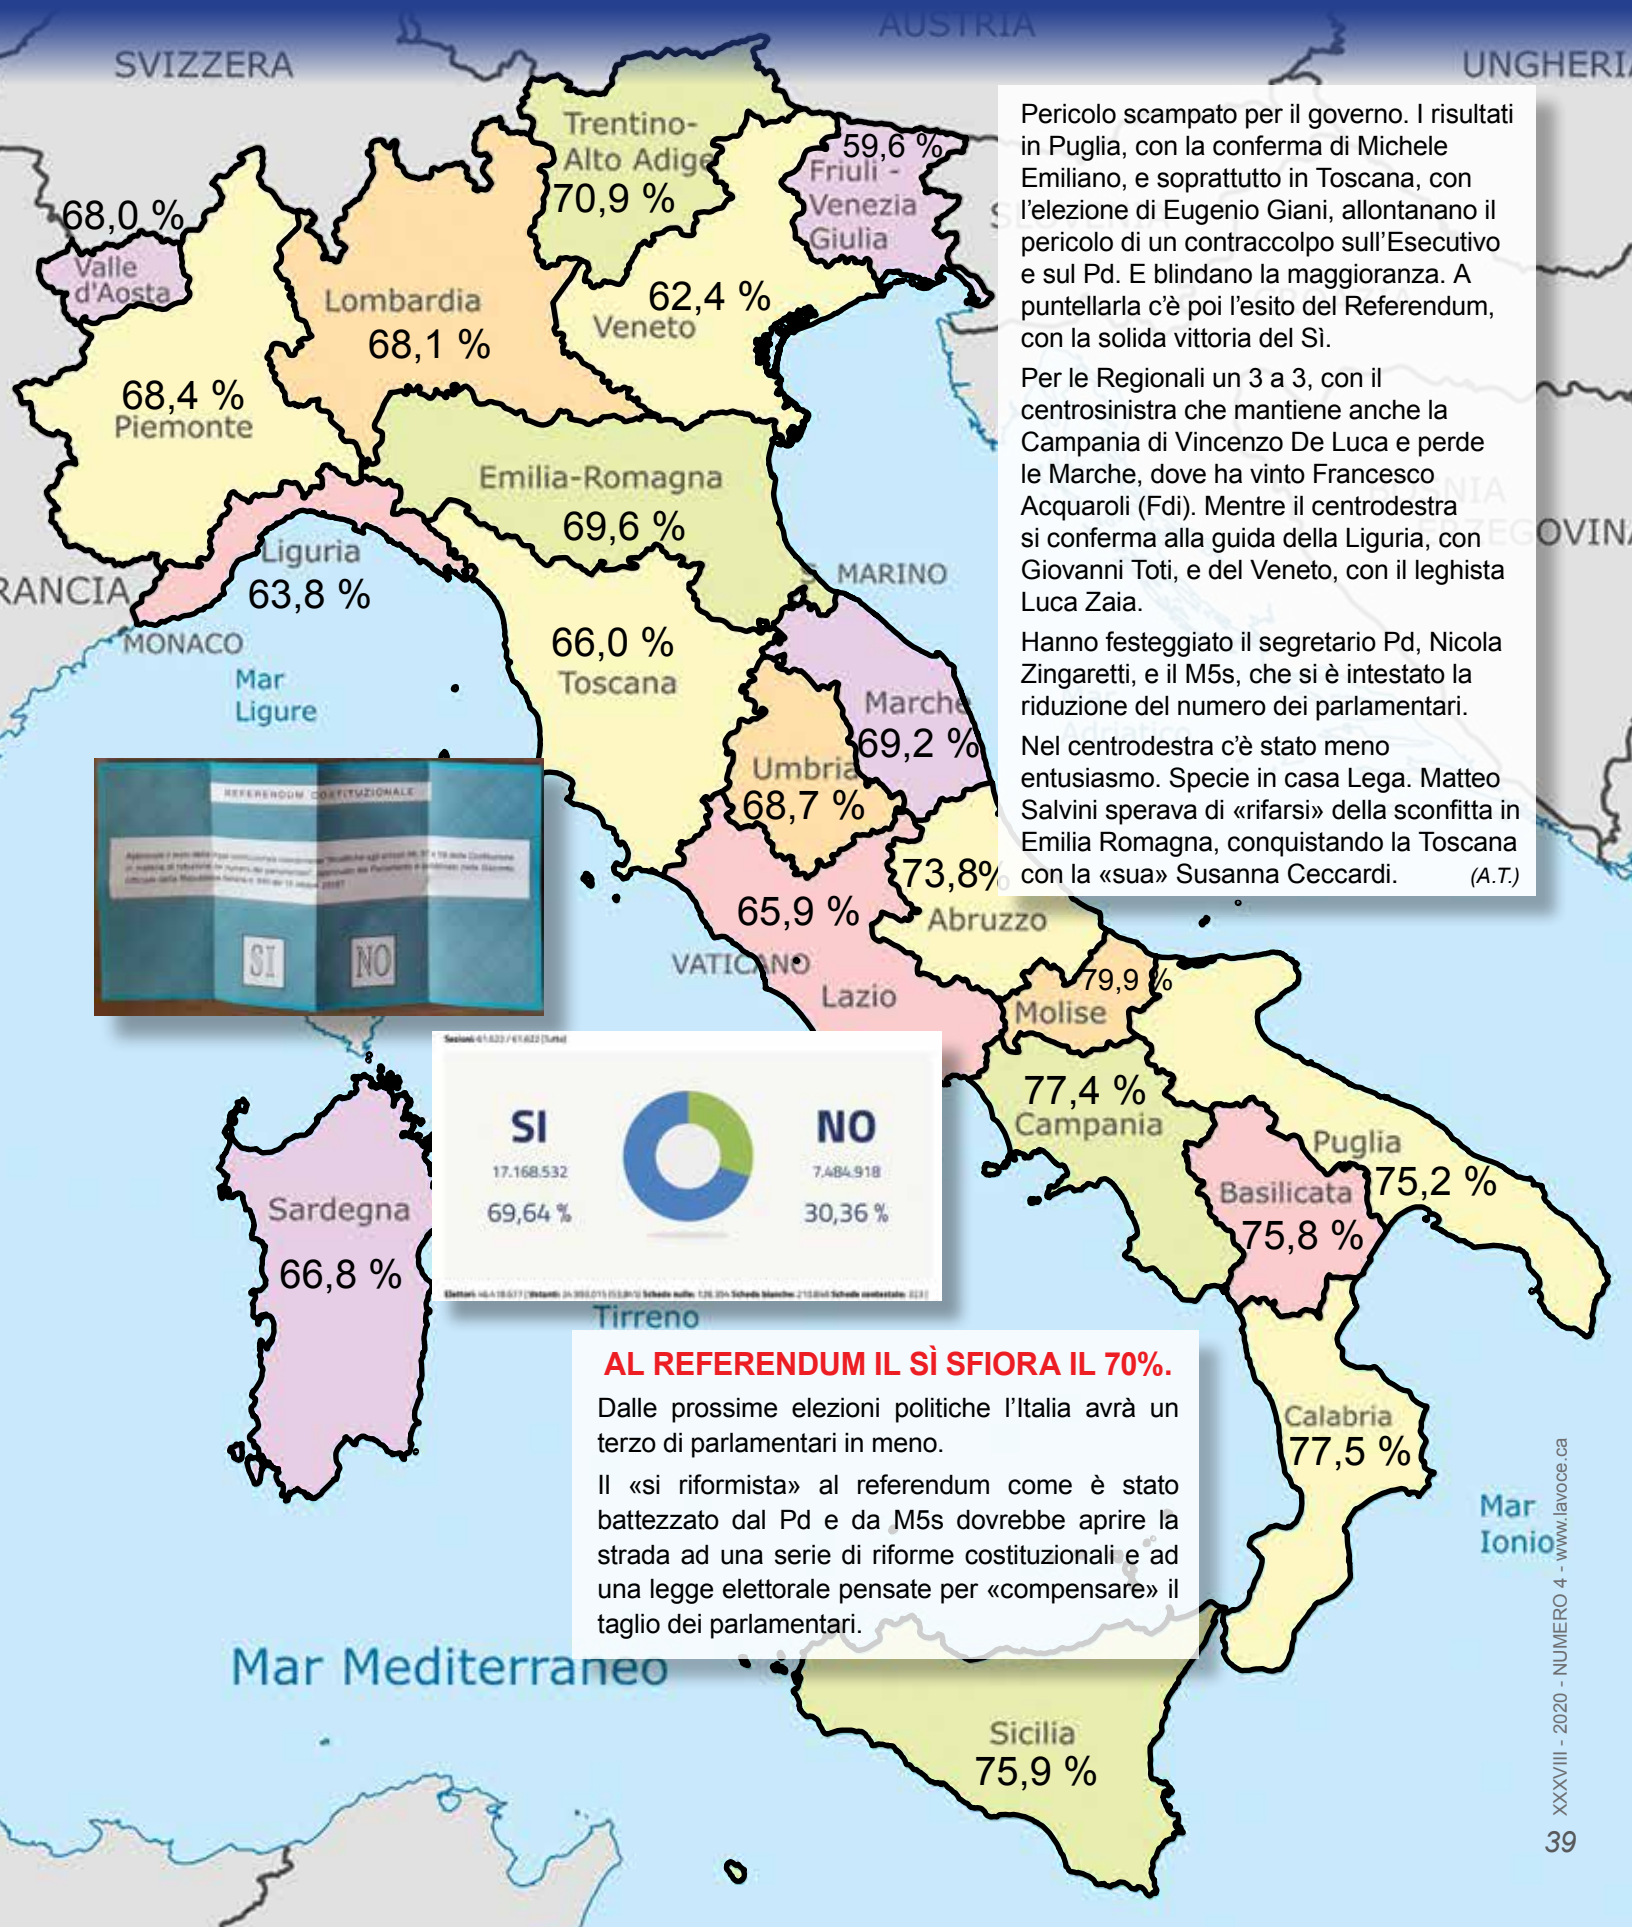 AUSTRIA
SVIZZERA
UNGHERIA
Trentino-
Alto Adige
70,9 %
59,6 %
Friuli -
Venezia
Giulia
68,0 %
Valle
d'Aosta
Lombardia
68,1 %
62,4 %
Veneto
68,4 %
Piemonte
Emilia-Romagna
69,6 %
Liguria
63,8 %
RANCIA
MONACO
Mar
Ligure
S. MARINO
66,0 %
Toscana
Marche
69,2 %
Umbria
68,7 %
73,8%
Abruzzo
65,9 %
VATICANO
Lazio
79,9 %
Molise
77,4 %
Campania
Puglia
75,2 %
Basilicata
75,8 %
Sardegna
66,8 %
Tirreno
Calabria
77,5 %
Mar
Ionio
Mar Mediterraneo
Sicilia
75,9 %
SLOVENIA
CROAZIA
BOSNIA
ERZEGOVINA
Mar
Adriatico
Pericolo scampato per il governo. I risultati
in Puglia, con la conferma di Michele
Emiliano, e soprattutto in Toscana, con
l'elezione di Eugenio Giani, allontanano il
pericolo di un contraccolpo sull'Esecutivo
e sul Pd. E blindano la maggioranza. A
puntellarla c'è poi l'esito del Referendum,
con la solida vittoria del Sì.
Per le Regionali un 3 a 3, con il
centrosinistra che mantiene anche la
Campania di Vincenzo De Luca e perde
le Marche, dove ha vinto Francesco
Acquaroli (Fdi). Mentre il centrodestra
si conferma alla guida della Liguria, con
Giovanni Toti, e del Veneto, con il leghista
Luca Zaia.
Hanno festeggiato il segretario Pd, Nicola
Zingaretti, e il M5s, che si è intestato la
riduzione del numero dei parlamentari.
Nel centrodestra c'è stato meno
entusiasmo. Specie in casa Lega. Matteo
Salvini sperava di «rifarsi» della sconfitta in
Emilia Romagna, conquistando la Toscana
con la «sua» Susanna Ceccardi. (A.T.)
REFERENDUM COSTITUZIONALE
SI
NO
Sezioni: 61.622 / 61.622 (Tutte)
SI
17.168.532
69,64 %
NO
7.484.918
30,36 %
AL REFERENDUM IL SÌ SFIORA IL 70%.
Dalle prossime elezioni politiche l'Italia avrà un
terzo di parlamentari in meno.
Il «si riformista» al referendum come è stato
battezzato dal Pd e da M5s dovrebbe aprire la
strada ad una serie di riforme costituzionali e ad
una legge elettorale pensate per «compensare» il
taglio dei parlamentari.
XXXVIII - 2020 - NUMERO 4 - www.lavoce.ca
39